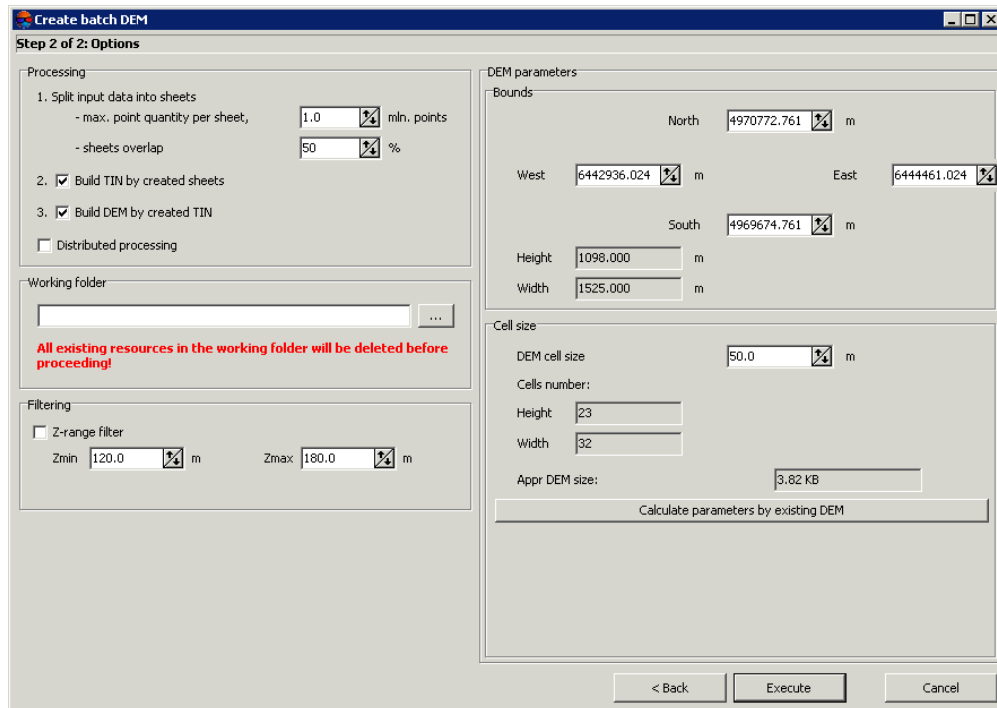 Create batch DEM
Step 2 of 2: Options
Processing
1. Split input data into sheets
- max. point quantity per sheet, 1.0 mln. points
- sheets overlap 50 %
2. Build TIN by created sheets
3. Build DEM by created TIN
Distributed processing
Working folder
...
All existing resources in the working folder will be deleted before
proceeding!
Filtering
Z-range filter
Zmin 120.0 m Zmax 180.0 m
DEM parameters
Bounds
North 4970772.761 m
West 6442936.024 m East 6444461.024 m
South 4969674.761 m
Height 1098.000 m
Width 1525.000 m
Cell size
DEM cell size 50.0 m
Cells number:
Height 23
Width 32
Appr DEM size: 3.82 KB
Calculate parameters by existing DEM
< Back Execute Cancel